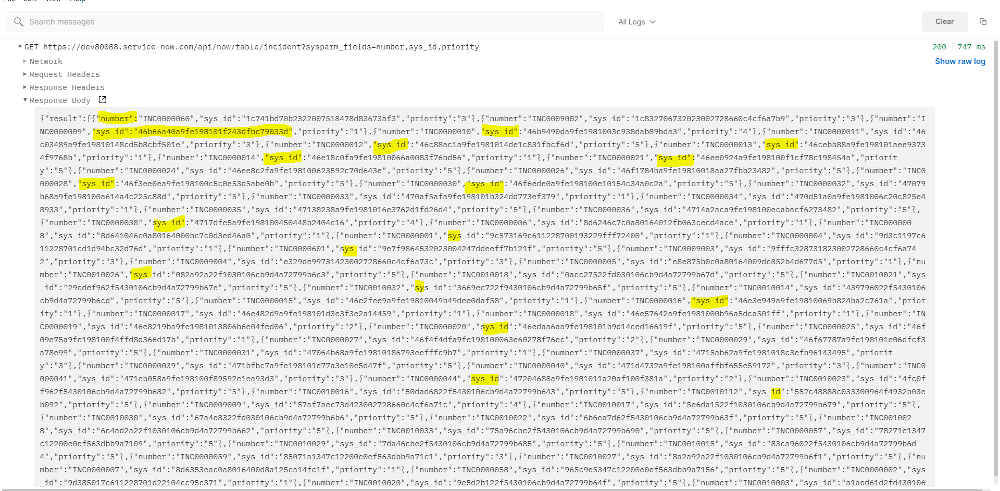 Search messages
All Logs
Clear
GET https://dev80088.service-now.com/api/now/table/incident?sysparm_fields=number,sys_id,priority
200 747 ms
Network
Show raw log
Request Headers
Response Headers
Response Body
{"result":[{"number":"INC0000060","sys_id":"1c741bd70b2322007518478d83673af3","priority":"3"},{"number":"INC0009002","sys_id":"1c832706732023002728660c4cf6a7b9","priority":"3"},{"number":"I
NC0000009","sys_id":"46b66a40a9fe198101f243dfbc79033d","priority":"1"},{"number":"INC0000010","sys_id":"46b9490da9fe1981003c938dab89bda3","priority":"4"},{"number":"INC0000011","sys_id":"46
c03489a9fe19810148cd5b8cbf501e","priority":"3"},{"number":"INC0000012","sys_id":"46c88ac1a9fe1981014de1c831fbcf6d","priority":"5"},{"number":"INC0000013","sys_id":"46cebb88a9fe198101aee9373
4f9768b","priority":"1"},{"number":"INC0000014","sys_id":"46e18c0fa9fe19810066a0083f76bd56","priority":"1"},{"number":"INC0000021","sys_id":"46ee0924a9fe198100f1cf78c198454a","priorit
y":"5"},{"number":"INC0000024","sys_id":"46ee8c2fa9fe198100623592c70d643e","priority":"5"},{"number":"INC0000026","sys_id":"46f1784ba9fe19810018aa27fbb23482","priority":"5"},{"number":"INC0
000028","sys_id":"46f3ee0ea9fe198100c5c0e53d5abe0b","priority":"5"},{"number":"INC0000030","sys_id":"46f6ede0a9fe198100e10154c34a0c2a","priority":"5"},{"number":"INC0000032","sys_id":"47079
b68a9fe198100a614a4c225c88d","priority":"5"},{"number":"INC0000033","sys_id":"470af5afa9fe198101b324dd773ef379","priority":"1"},{"number":"INC0000034","sys_id":"470d51a0a9fe1981006c20c825e4
8933","priority":"1"},{"number":"INC0000035","sys_id":"47138238a9fe1981016e3762d1fd26d4","priority":"5"},{"number":"INC0000036","sys_id":"4714a2aca9fe198100ecabacf6273482","priority":"5"},
{"number":"INC0000038","sys_id":"4717dfe5a9fe198100450448b2404c16","priority":"4"},{"number":"INC0000006","sys_id":"8d6246c7c0a80164012fb063cecd4ace","priority":"1"},{"number":"INC000000
8","sys_id":"8d641046c0a80164000bc7c0d3ed46a0","priority":"1"},{"number":"INC0000001","sys_id":"9c573169c611228700193229fff72400","priority":"1"},{"number":"INC0000004","sys_id":"9d3c1197c6
11228701cd1d94bc32d76d","priority":"1"},{"number":"INC0000601","sys_id":"9e7f9864532023004247ddeeff7b121f","priority":"5"},{"number":"INC0009003","sys_id":"9fffc328731823002728660c4cf6a74
2","priority":"3"},{"number":"INC0009004","sys_id":"e329de99731423002728660c4cf6a73c","priority":"3"},{"number":"INC0000005","sys_id":"e8e875b0c0a80164009dc852b4d677d5","priority":"1"},{"nu
mber":"INC0010026","sys_id":"082a92a22f1030106cb9d4a72799b6c3","priority":"5"},{"number":"INC0010018","sys_id":"0acc27522fd030106cb9d4a72799b67d","priority":"5"},{"number":"INC0010021","sys
_id":"29cdef962f5430106cb9d4a72799b67e","priority":"5"},{"number":"INC0010032","sys_id":"3669ec722f9430106cb9d4a72799b65f","priority":"5"},{"number":"INC0010014","sys_id":"439796022f5430106
cb9d4a72799b6cd","priority":"5"},{"number":"INC0000015","sys_id":"46e2fee9a9fe19810049b49dee0daf58","priority":"1"},{"number":"INC0000016","sys_id":"46e3e949a9fe19810069b824ba2c761a","prior
ity":"1"},{"number":"INC0000017","sys_id":"46e482d9a9fe198101d3e3f3e2a14459","priority":"1"},{"number":"INC0000018","sys_id":"46e57642a9fe1981000b96a5dca501ff","priority":"1"},{"number":"IN
C0000019","sys_id":"46e8219ba9fe1981013806b6e04fed06","priority":"2"},{"number":"INC0000020","sys_id":"46edaa6aa9fe198101b9d14ced16619f","priority":"5"},{"number":"INC0000025","sys_id":"46f
09e75a9fe198100f4ffd8d366d17b","priority":"1"},{"number":"INC0000027","sys_id":"46f4f4dfa9fe198100063e60278f76ec","priority":"2"},{"number":"INC0000029","sys_id":"46f67787a9fe198101e06dfcf3
a78e99","priority":"5"},{"number":"INC0000031","sys_id":"47064b68a9fe19810186793eefffc9b7","priority":"1"},{"number":"INC0000037","sys_id":"4715ab62a9fe1981018c3efb96143495","priorit
y":"3"},{"number":"INC0000039","sys_id":"471bfbc7a9fe198101e77a3e10e5d47f","priority":"5"},{"number":"INC0000040","sys_id":"471d4732a9fe198100affbf655e59172","priority":"3"},{"number":"INC0
000041","sys_id":"471eb058a9fe198100f89592e1ea93d3","priority":"3"},{"number":"INC0000044","sys_id":"47204688a9fe1981011a20af100f381a","priority":"2"},{"number":"INC0010023","sys_id":"4fc0f
f962f5430106cb9d4a72799b682","priority":"5"},{"number":"INC0010016","sys_id":"50dad6822f5430106cb9d4a72799b643","priority":"5"},{"number":"INC0010112","sys_id":"552c48888c033300964f4932b03e
b092","priority":"5"},{"number":"INC0009009","sys_id":"57af7aec73d423002728660c4cf6a71c","priority":"4"},{"number":"INC0010017","sys_id":"5e6da1522f1030106cb9d4a72799b679","priority":"5"},
{"number":"INC0010030","sys_id":"67a4e8322fd030106cb9d4a72799b6b6","priority":"5"},{"number":"INC0010022","sys_id":"6b6ea7d62f5430106cb9d4a72799b63f","priority":"5"},{"number":"INC001002
8","sys_id":"6c4ad2a22f1030106cb9d4a72799b662","priority":"5"},{"number":"INC0010033","sys_id":"75a96cbe2f5430106cb9d4a72799b690","priority":"5"},{"number":"INC0000057","sys_id":"78271e1347
c12200e0ef563dbb9a7109","priority":"5"},{"number":"INC0010029","sys_id":"7da46cbe2f5430106cb9d4a72799b685","priority":"5"},{"number":"INC0010015","sys_id":"83ca96022f5430106cb9d4a72799b6d
4","priority":"5"},{"number":"INC0000059","sys_id":"85071a1347c12200e0ef563dbb9a71c1","priority":"3"},{"number":"INC0010027","sys_id":"8a2a92a22f1030106cb9d4a72799b6f1","priority":"5"},{"nu
mber":"INC0000007","sys_id":"8d6353eac0a8016400d8a125ca14fc1f","priority":"1"},{"number":"INC0000058","sys_id":"965c9e5347c12200e0ef563dbb9a7156","priority":"5"},{"number":"INC0000002","sys
_id":"9d385017c611228701d22104cc95c371","priority":"1"},{"number":"INC0010020","sys_id":"9e5d2b122f5430106cb9d4a72799b64f","priority":"5"},{"number":"INC0010003","sys_id":"a1aed61d2fd430106